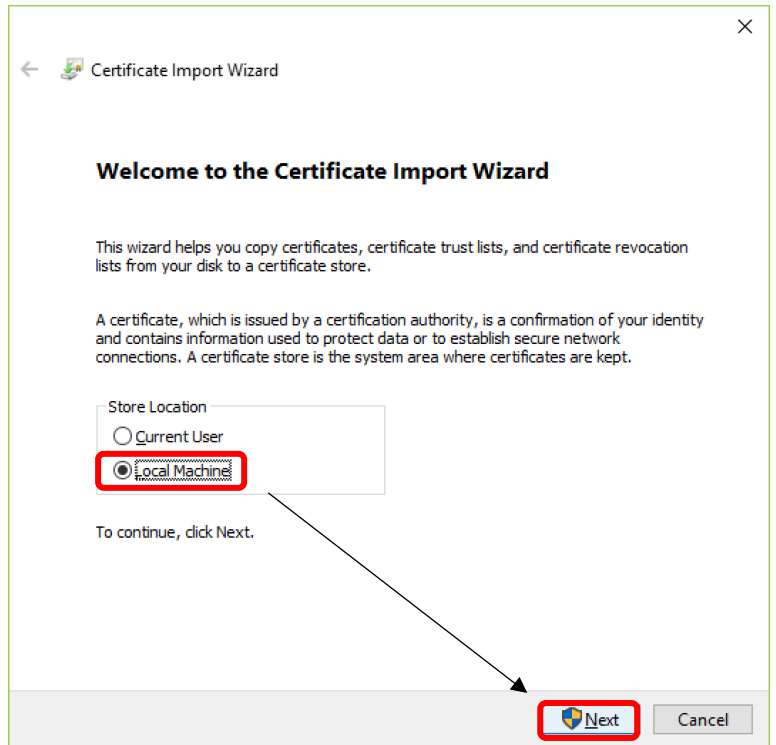 Certificate Import Wizard
Welcome to the Certificate Import Wizard
This wizard helps you copy certificates, certificate trust lists, and certificate revocation
lists from your disk to a certificate store.
A certificate, which is issued by a certification authority, is a confirmation of your identity
and contains information used to protect data or to establish secure network
connections. A certificate store is the system area where certificates are kept.
Store Location
Current User
Local Machine
To continue, click Next.
Next
Cancel